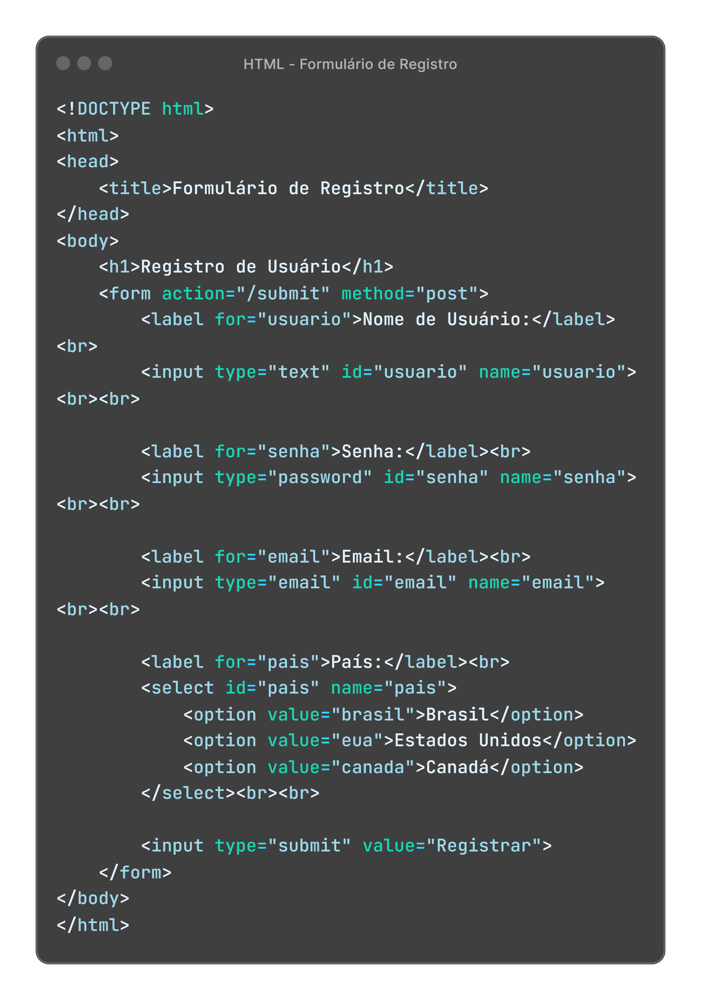 HTML - Formulário de Registro
<!DOCTYPE html>
<html>
<head>
    <title>Formulário de Registro</title>
</head>
<body>
    <h1>Registro de Usuário</h1>
    <form action="/submit" method="post">
        <label for="usuario">Nome de Usuário:</label>
<br>
        <input type="text" id="usuario" name="usuario">
<br><br>

        <label for="senha">Senha:</label><br>
        <input type="password" id="senha" name="senha">
<br><br>

        <label for="email">Email:</label><br>
        <input type="email" id="email" name="email">
<br><br>

        <label for="pais">País:</label><br>
        <select id="pais" name="pais">
            <option value="brasil">Brasil</option>
            <option value="eua">Estados Unidos</option>
            <option value="canada">Canadá</option>
        </select><br><br>

        <input type="submit" value="Registrar">
    </form>
</body>
</html>